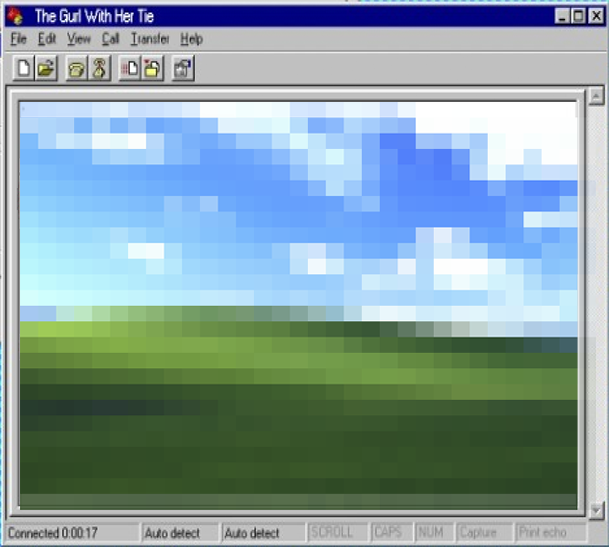 The Gurl With Her Tie
File Edit View Call Transfer Help
Connected 0:00:17 Auto detect Auto detect SCROLL CAPS NUM Capture Print echo